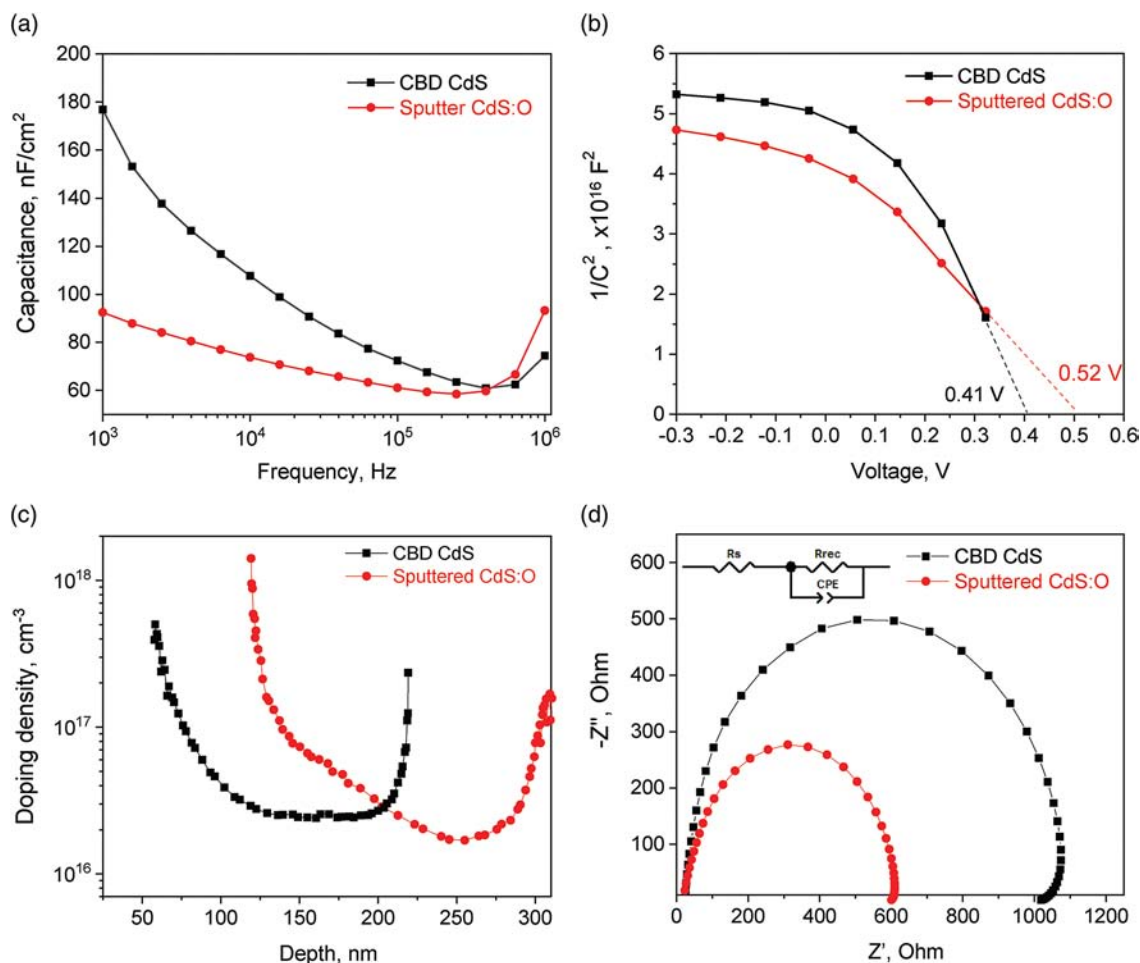 (a)
200
180
160
140
120
100
80
60
Capacitance, nF/cm²
CBD CdS
Sputter CdS:O
10³ 10⁴ 10⁵ 10⁶
Frequency, Hz
(b)
6
5
4
3
2
1
0
1/C² , x10¹⁶ F²
CBD CdS
Sputtered CdS:O
0.52 V
0.41 V
-0.3 -0.2 -0.1 0.0 0.1 0.2 0.3 0.4 0.5 0.6
Voltage, V
(c)
10¹⁸
10¹⁷
10¹⁶
Doping density, cm⁻³
CBD CdS
Sputtered CdS:O
50 100 150 200 250 300
Depth, nm
(d)
600
500
400
300
200
100
-Z'', Ohm
Rs Rrec
CPE
CBD CdS
Sputtered CdS:O
0 200 400 600 800 1000 1200
Z', Ohm